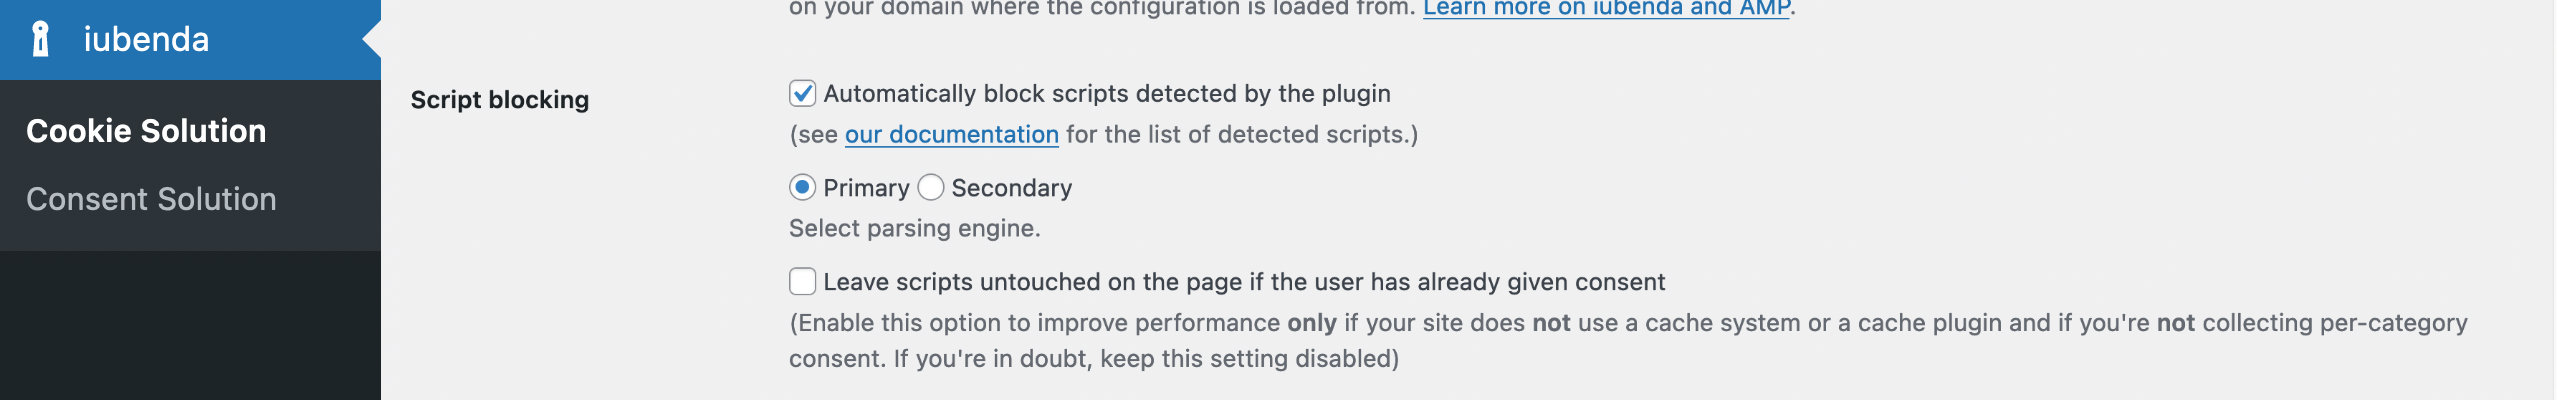 on your domain where the configuration is loaded from. Learn more on iubenda and AMP.
iubenda
Cookie Solution
Consent Solution
Script blocking
Automatically block scripts detected by the plugin
(see our documentation for the list of detected scripts.)
Primary Secondary
Select parsing engine.
Leave scripts untouched on the page if the user has already given consent
(Enable this option to improve performance only if your site does not use a cache system or a cache plugin and if you're not collecting per-category
consent. If you're in doubt, keep this setting disabled)